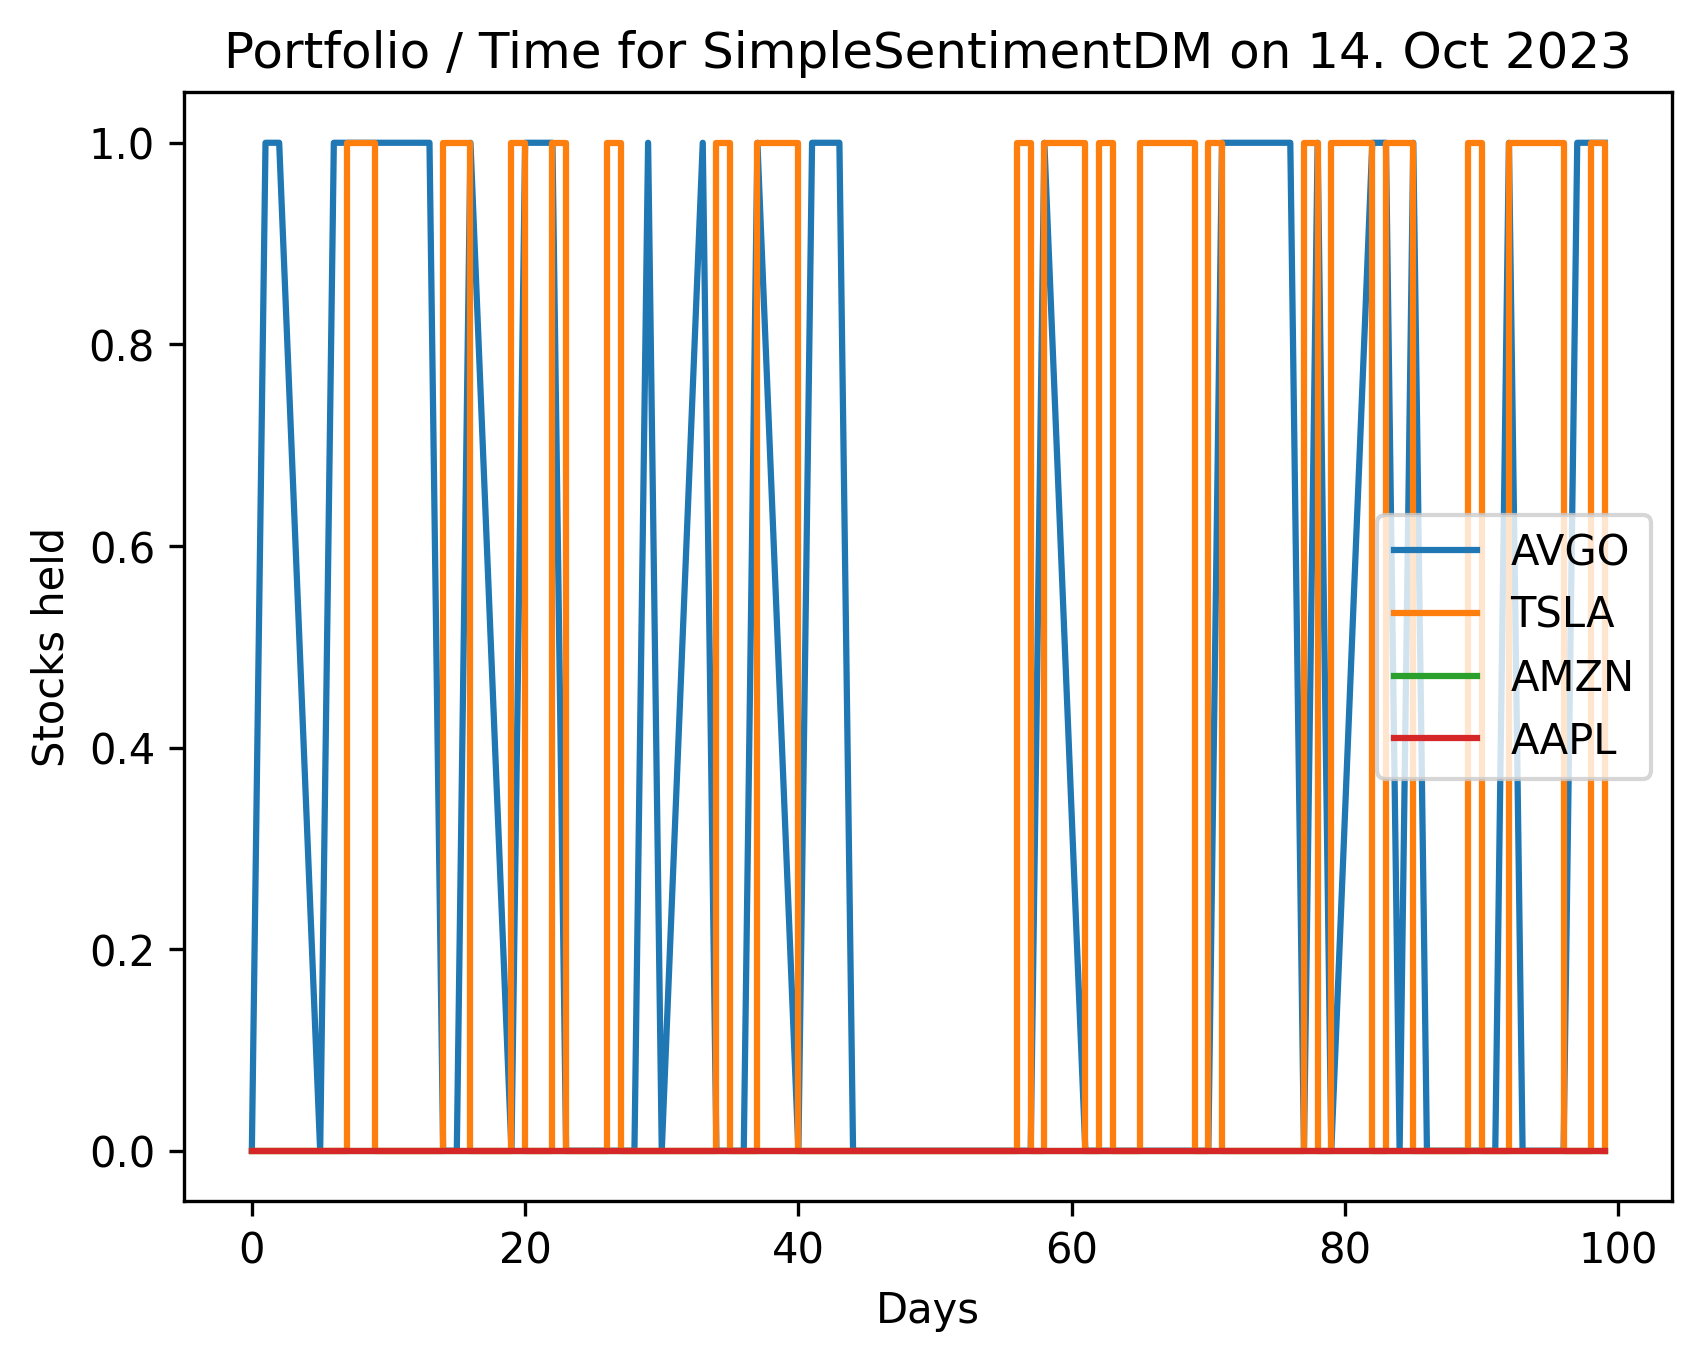 Portfolio / Time for SimpleSentimentDM on 14. Oct 2023
1.0
0.8
0.6
0.4
0.2
0.0
Stocks held
AVGO
TSLA
AMZN
AAPL
0 20 40 60 80 100
Days